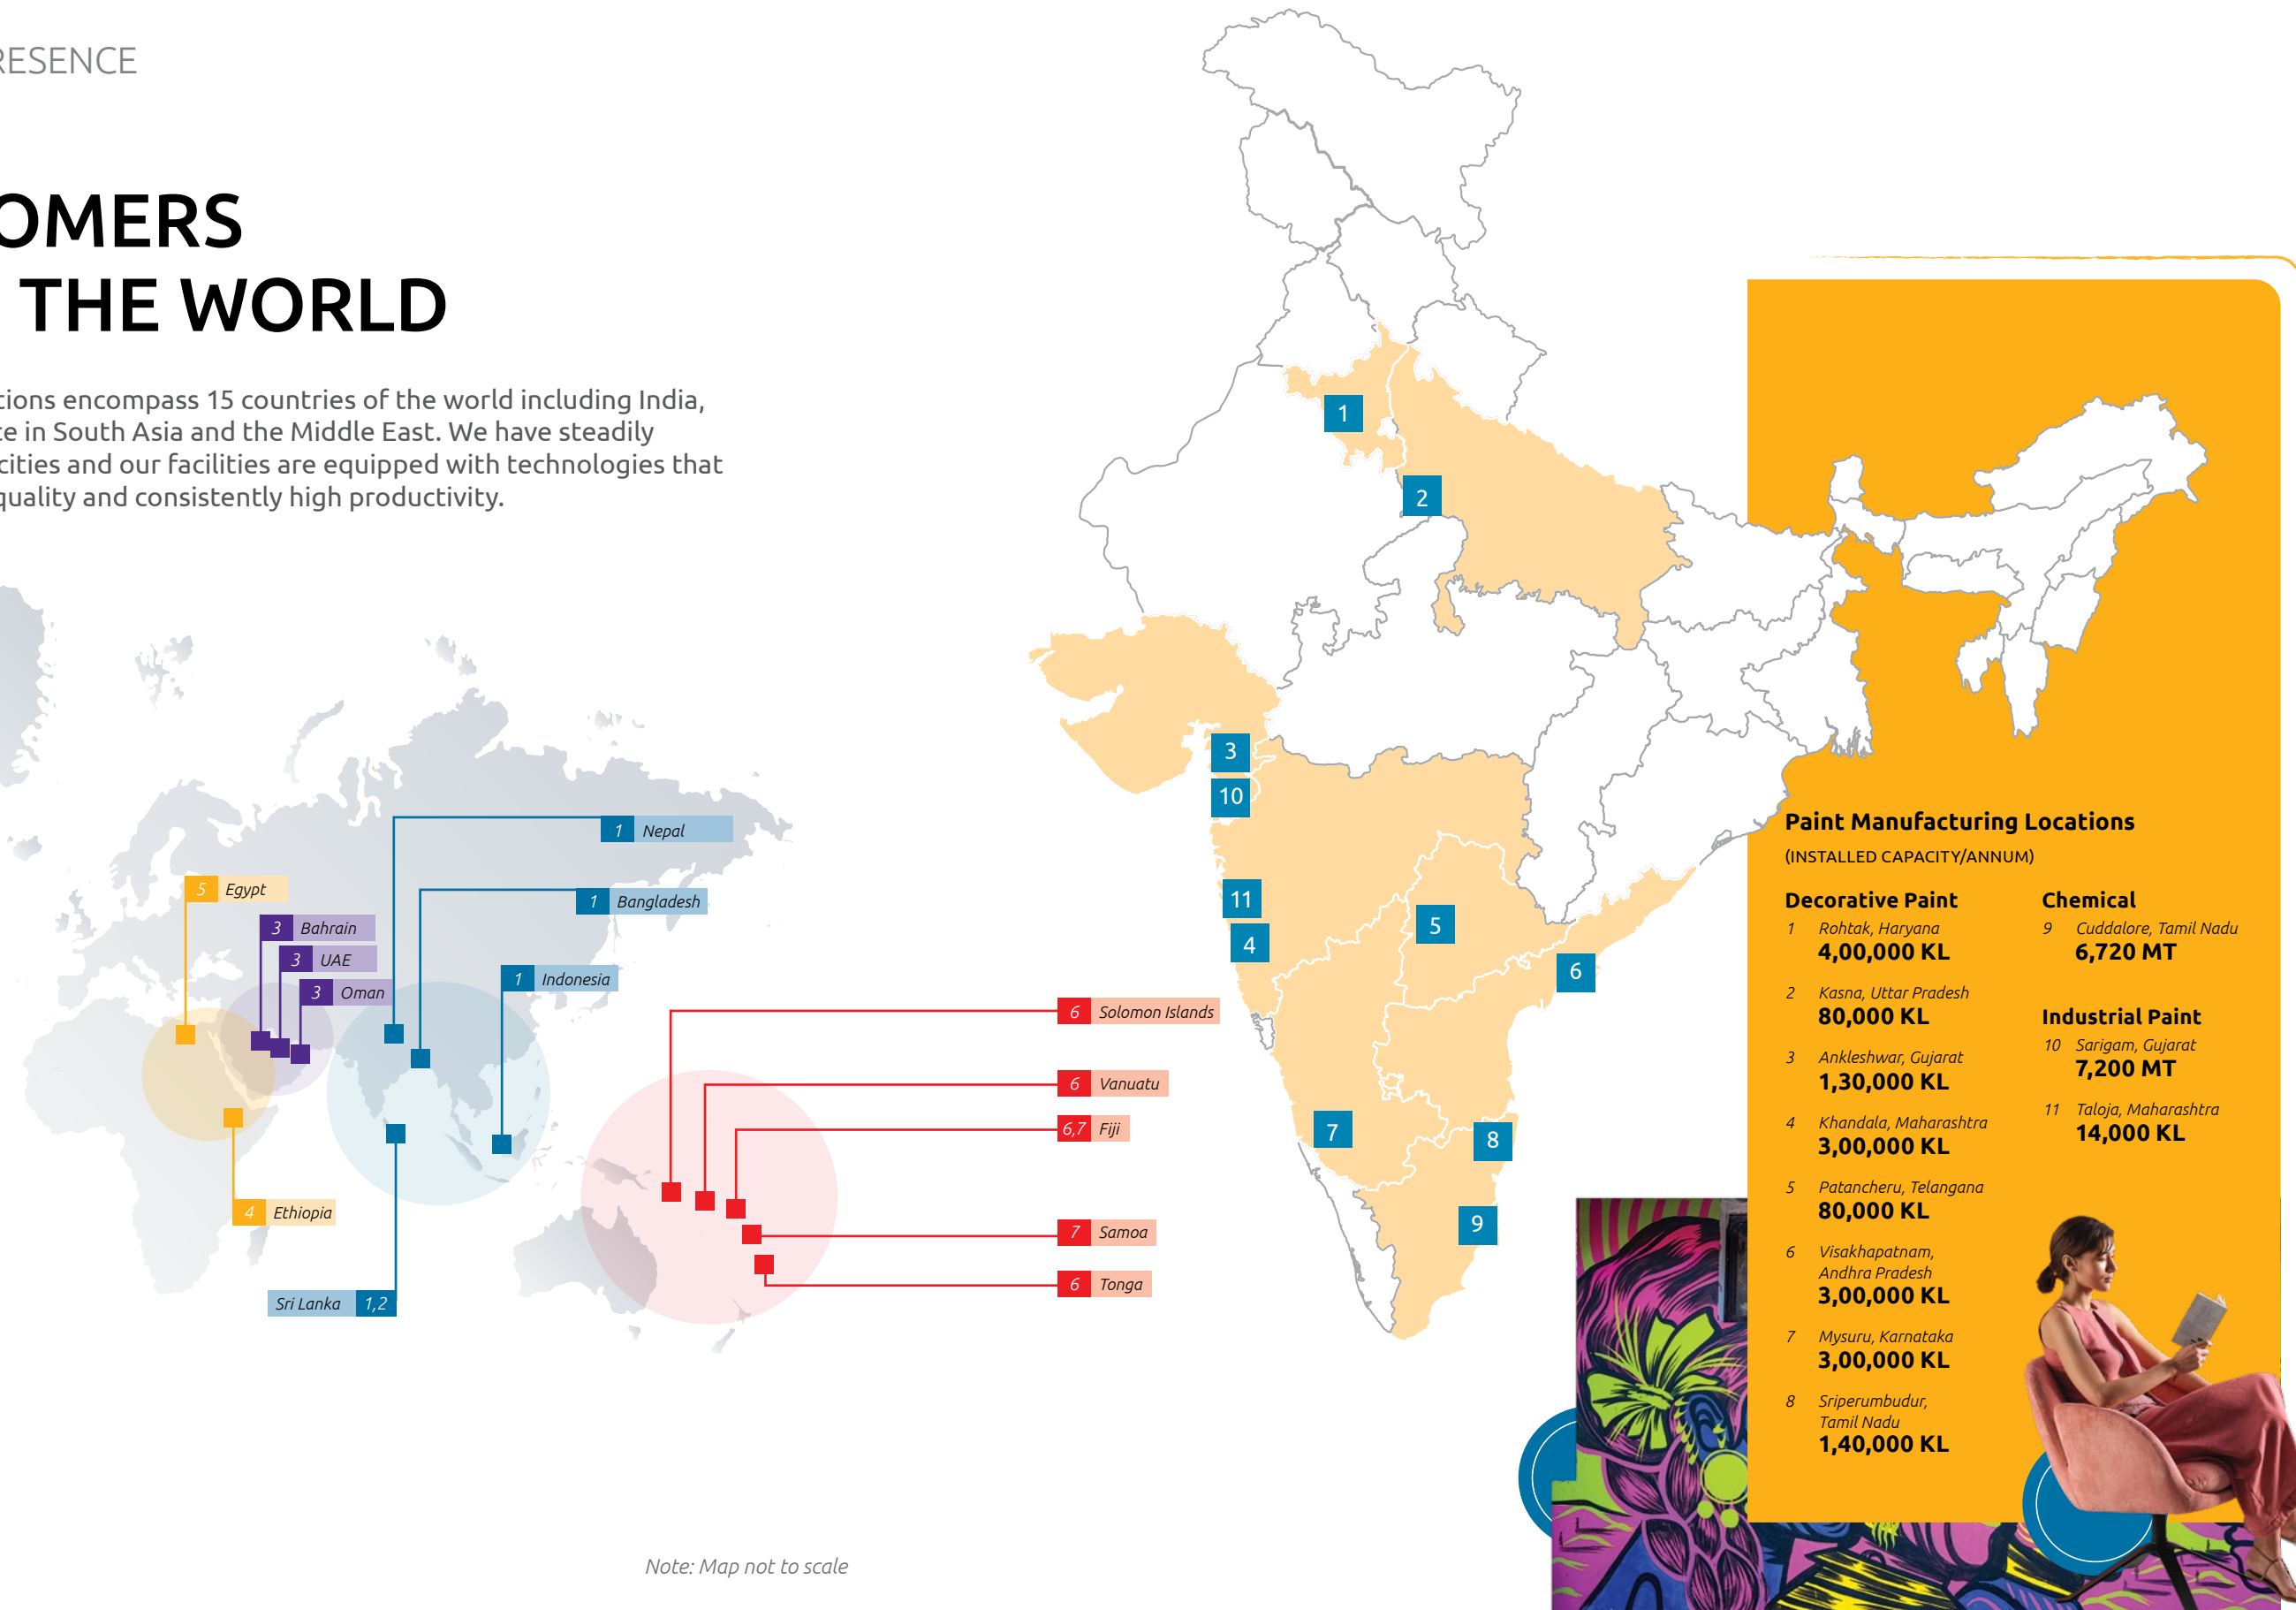 RESENCE
OMERS
THE WORLD
tions encompass 15 countries of the world including India,
e in South Asia and the Middle East. We have steadily
cities and our facilities are equipped with technologies that
quality and consistently high productivity.
1 Nepal
5 Egypt
1 Bangladesh
3 Bahrain
3 UAE
1 Indonesia
3 Oman
6 Solomon Islands
6 Vanuatu
6,7 Fiji
4 Ethiopia
7 Samoa
6 Tonga
Sri Lanka 1,2
Note: Map not to scale
1
2
3
10
11
4
5
6
7
8
9
Paint Manufacturing Locations
(INSTALLED CAPACITY/ANNUM)
Decorative Paint
1 Rohtak, Haryana
4,00,000 KL
2 Kasna, Uttar Pradesh
80,000 KL
3 Ankleshwar, Gujarat
1,30,000 KL
4 Khandala, Maharashtra
3,00,000 KL
5 Patancheru, Telangana
80,000 KL
6 Visakhapatnam,
Andhra Pradesh
3,00,000 KL
7 Mysuru, Karnataka
3,00,000 KL
8 Sriperumbudur,
Tamil Nadu
1,40,000 KL
Chemical
9 Cuddalore, Tamil Nadu
6,720 MT
Industrial Paint
10 Sarigam, Gujarat
7,200 MT
11 Taloja, Maharashtra
14,000 KL